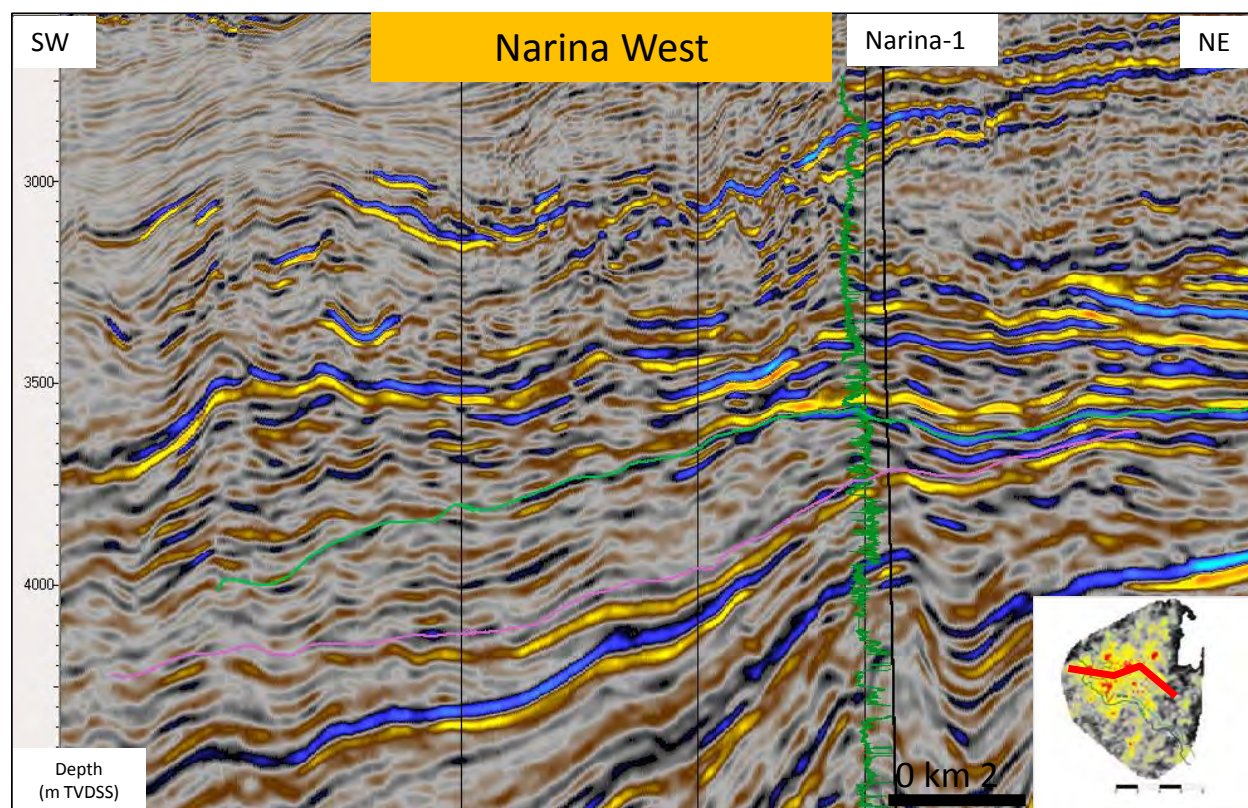 SW
Narina West
Narina-1
NE
3000
3500
4000
Depth
(m TVDSS)
0 km 2